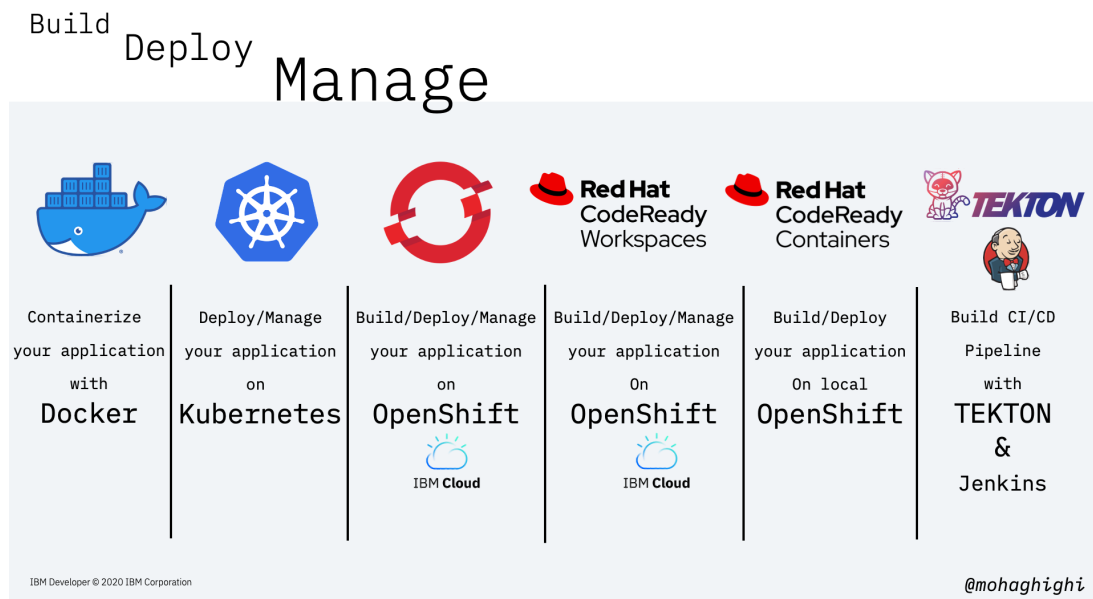 Build
Deploy
Manage
Red Hat
CodeReady
Workspaces
Red Hat
CodeReady
Containers
TEKTON
Containerize
your application
with
Docker
Deploy/Manage
your application
on
Kubernetes
Build/Deploy/Manage
your application
on
OpenShift
IBM Cloud
Build/Deploy/Manage
your application
On
OpenShift
IBM Cloud
Build/Deploy
your application
On local
OpenShift
Build CI/CD
Pipeline
with
TEKTON
&
Jenkins
IBM Developer © 2020 IBM Corporation
@mohaghighi